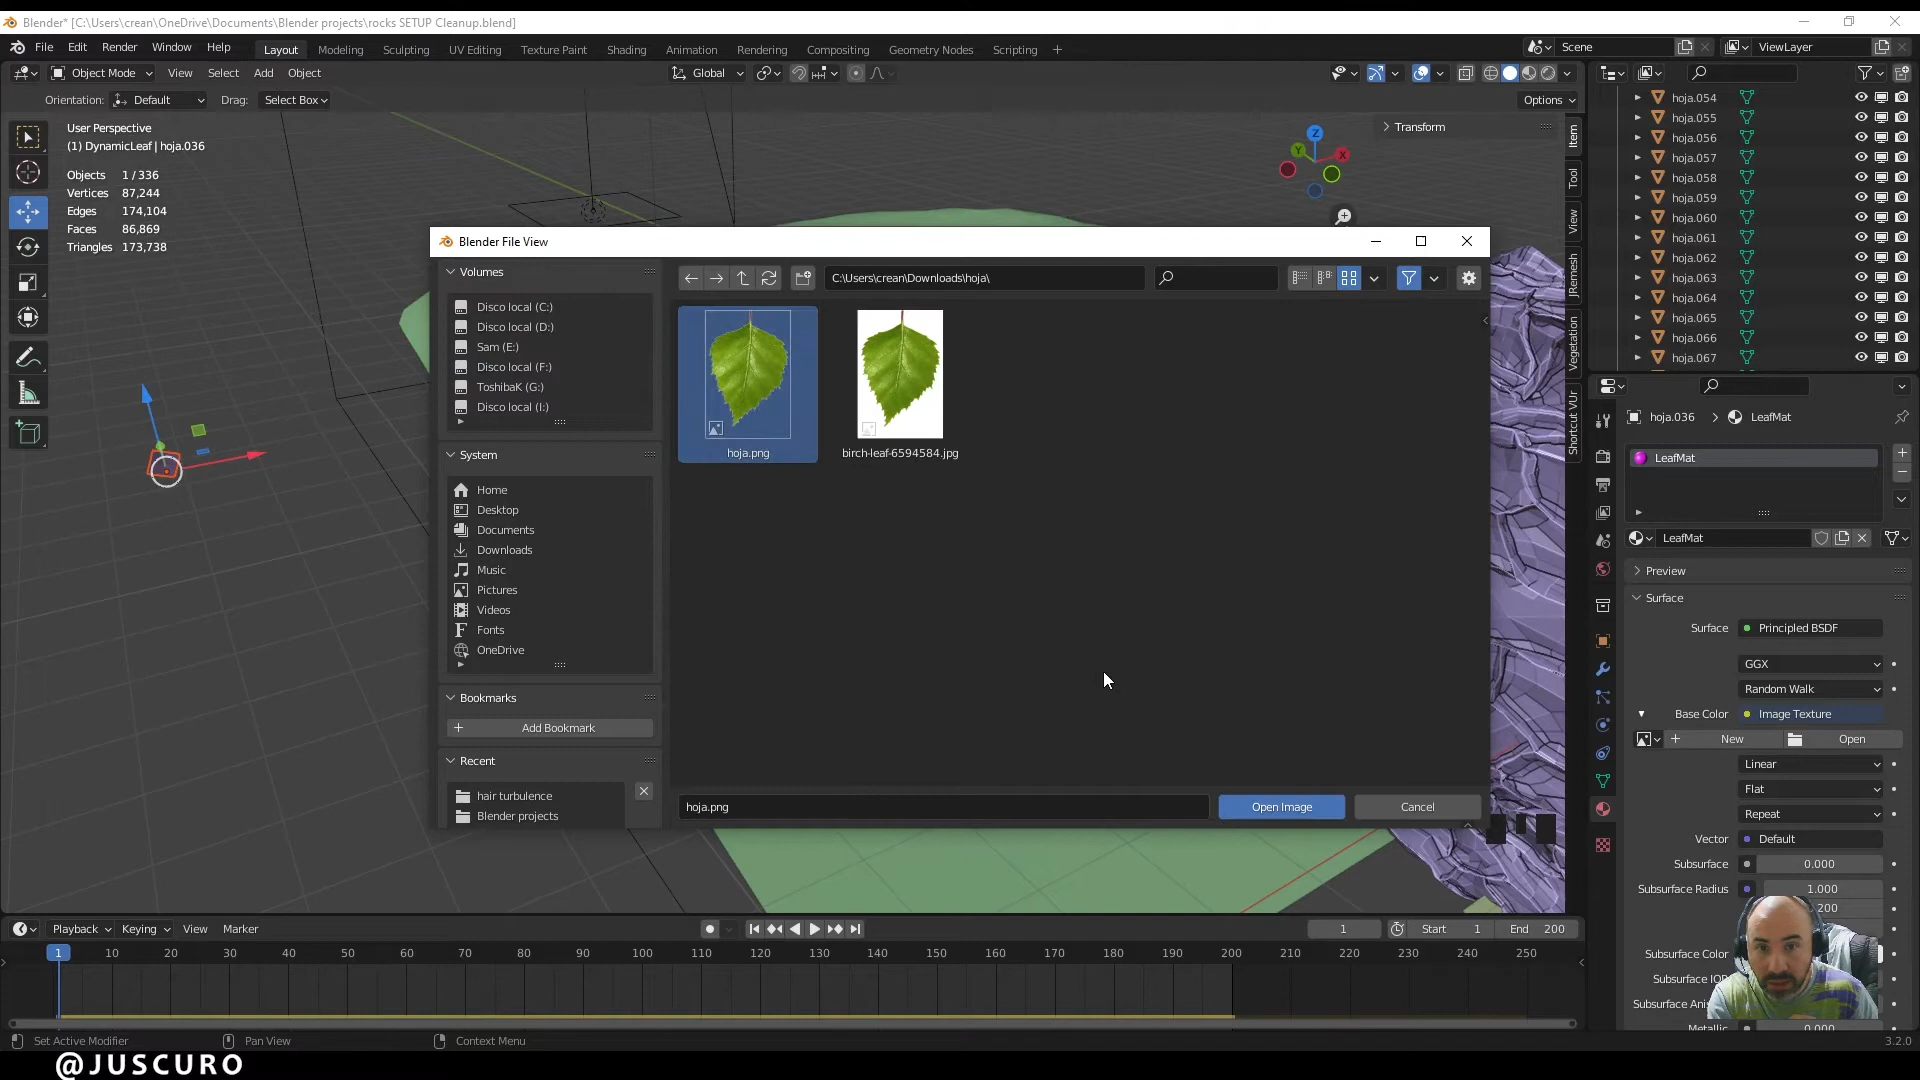 Blender* [C:\Users\crean\OneDrive\Documents\Blender projects\rocks SETUP Cleanup.blend]
File Edit Render Window Help
Layout Modeling Sculpting UV Editing Texture Paint Shading Animation Rendering Compositing Geometry Nodes Scripting +
Scene
ViewLayer
Object Mode View Select Add Object
Global
Orientation: Default Drag: Select Box
Options
User Perspective
(1) DynamicLeaf | hoja.036
Objects 1 / 336
Vertices 87,244
Edges 174,104
Faces 86,869
Triangles 173,738
Z
Y
X
Transform
Item
Tool
View
JRemesh
Vegetation
Shortcut VUr
hoja.054
hoja.055
hoja.056
hoja.057
hoja.058
hoja.059
hoja.060
hoja.061
hoja.062
hoja.063
hoja.064
hoja.065
hoja.066
hoja.067
Blender File View
Volumes
Disco local (C:)
Disco local (D:)
Sam (E:)
Disco local (F:)
ToshibaK (G:)
Disco local (I:)
System
Home
Desktop
Documents
Downloads
Music
Pictures
Videos
Fonts
OneDrive
Bookmarks
Add Bookmark
Recent
hair turbulence
Blender projects
C:\Users\crean\Downloads\hoja\
hoja.png
birch-leaf-6594584.jpg
hoja.png
Open Image
Cancel
hoja.036 > LeafMat
LeafMat
LeafMat
Preview
Surface
Surface Principled BSDF
GGX
Random Walk
Base Color Image Texture
New Open
Linear
Flat
Repeat
Vector Default
Subsurface 0.000
Subsurface Radius 1.000
200
Subsurface Color
Subsurface IO
Subsurface Ani
Metallic 0.000
Playback Keying View Marker
1 Start 1 End 200
1 10 20 30 40 50 60 70 80 90 100 110 120 130 140 150 160 170 180 190 200 210 220 230 240 250
Set Active Modifier Pan View Context Menu
3.2.0
@JUSCURO